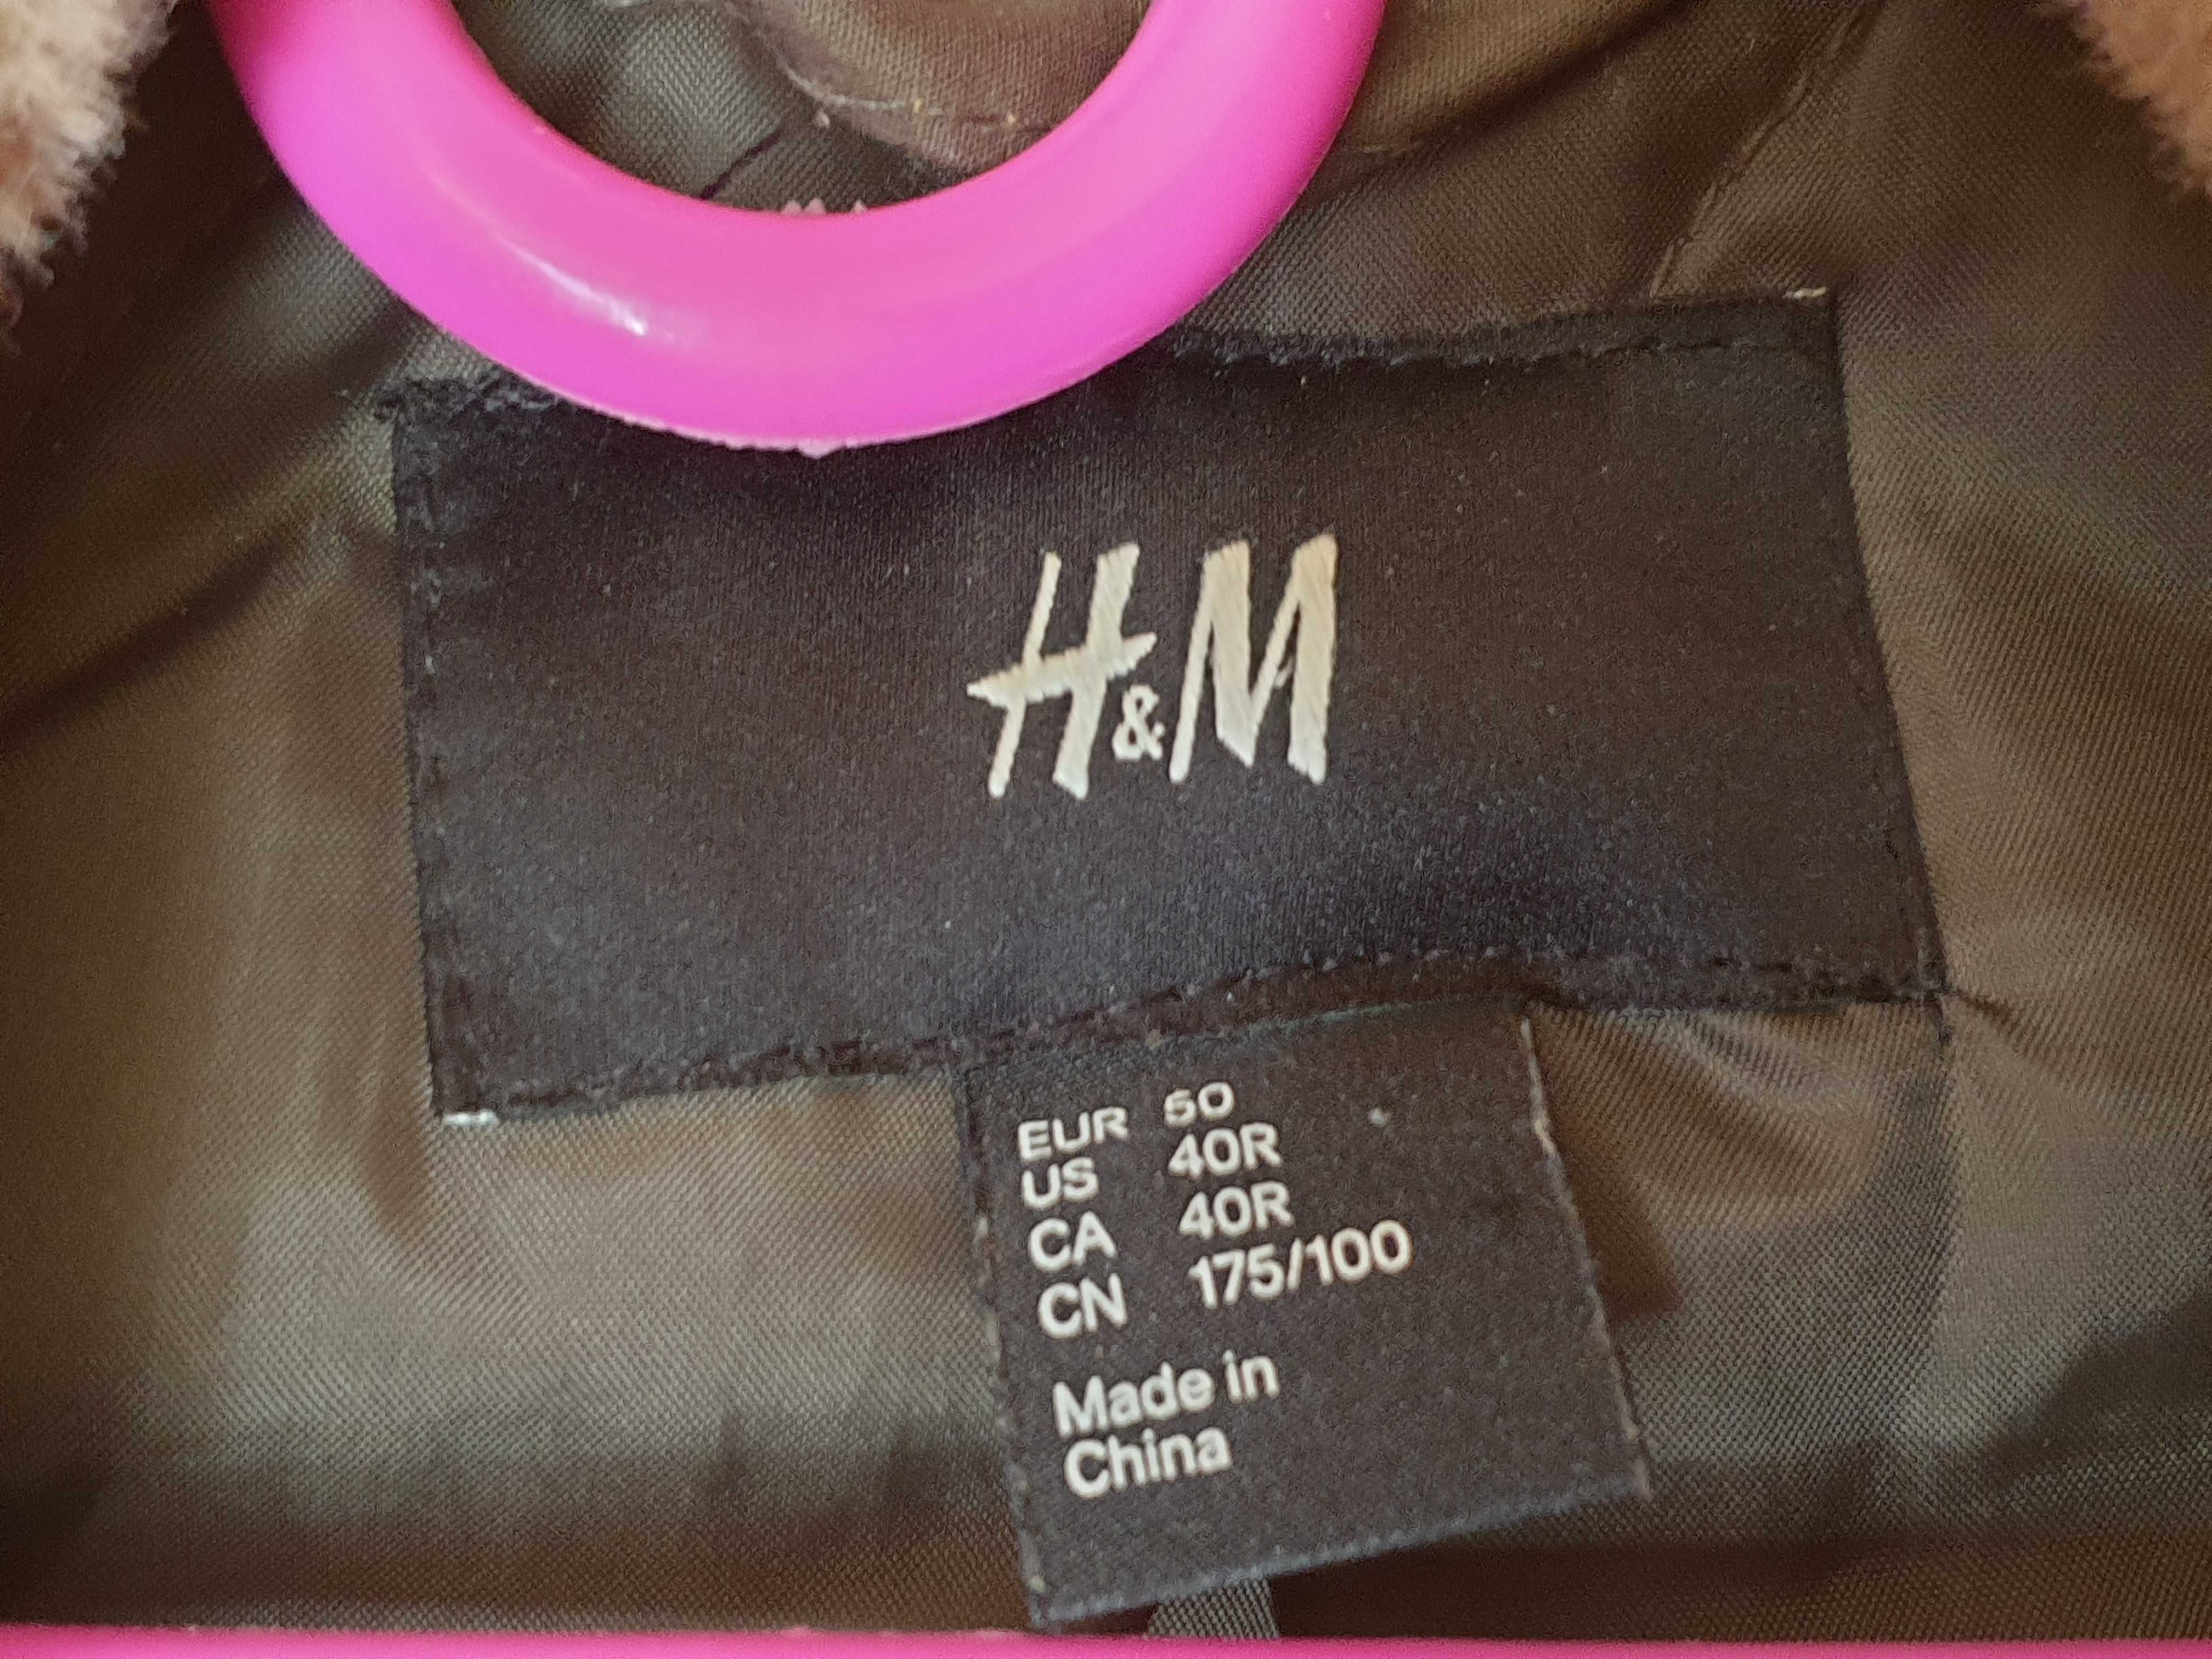 H&M
EUR 50
US 40R
CA 40R
CN 175/100
Made in
China